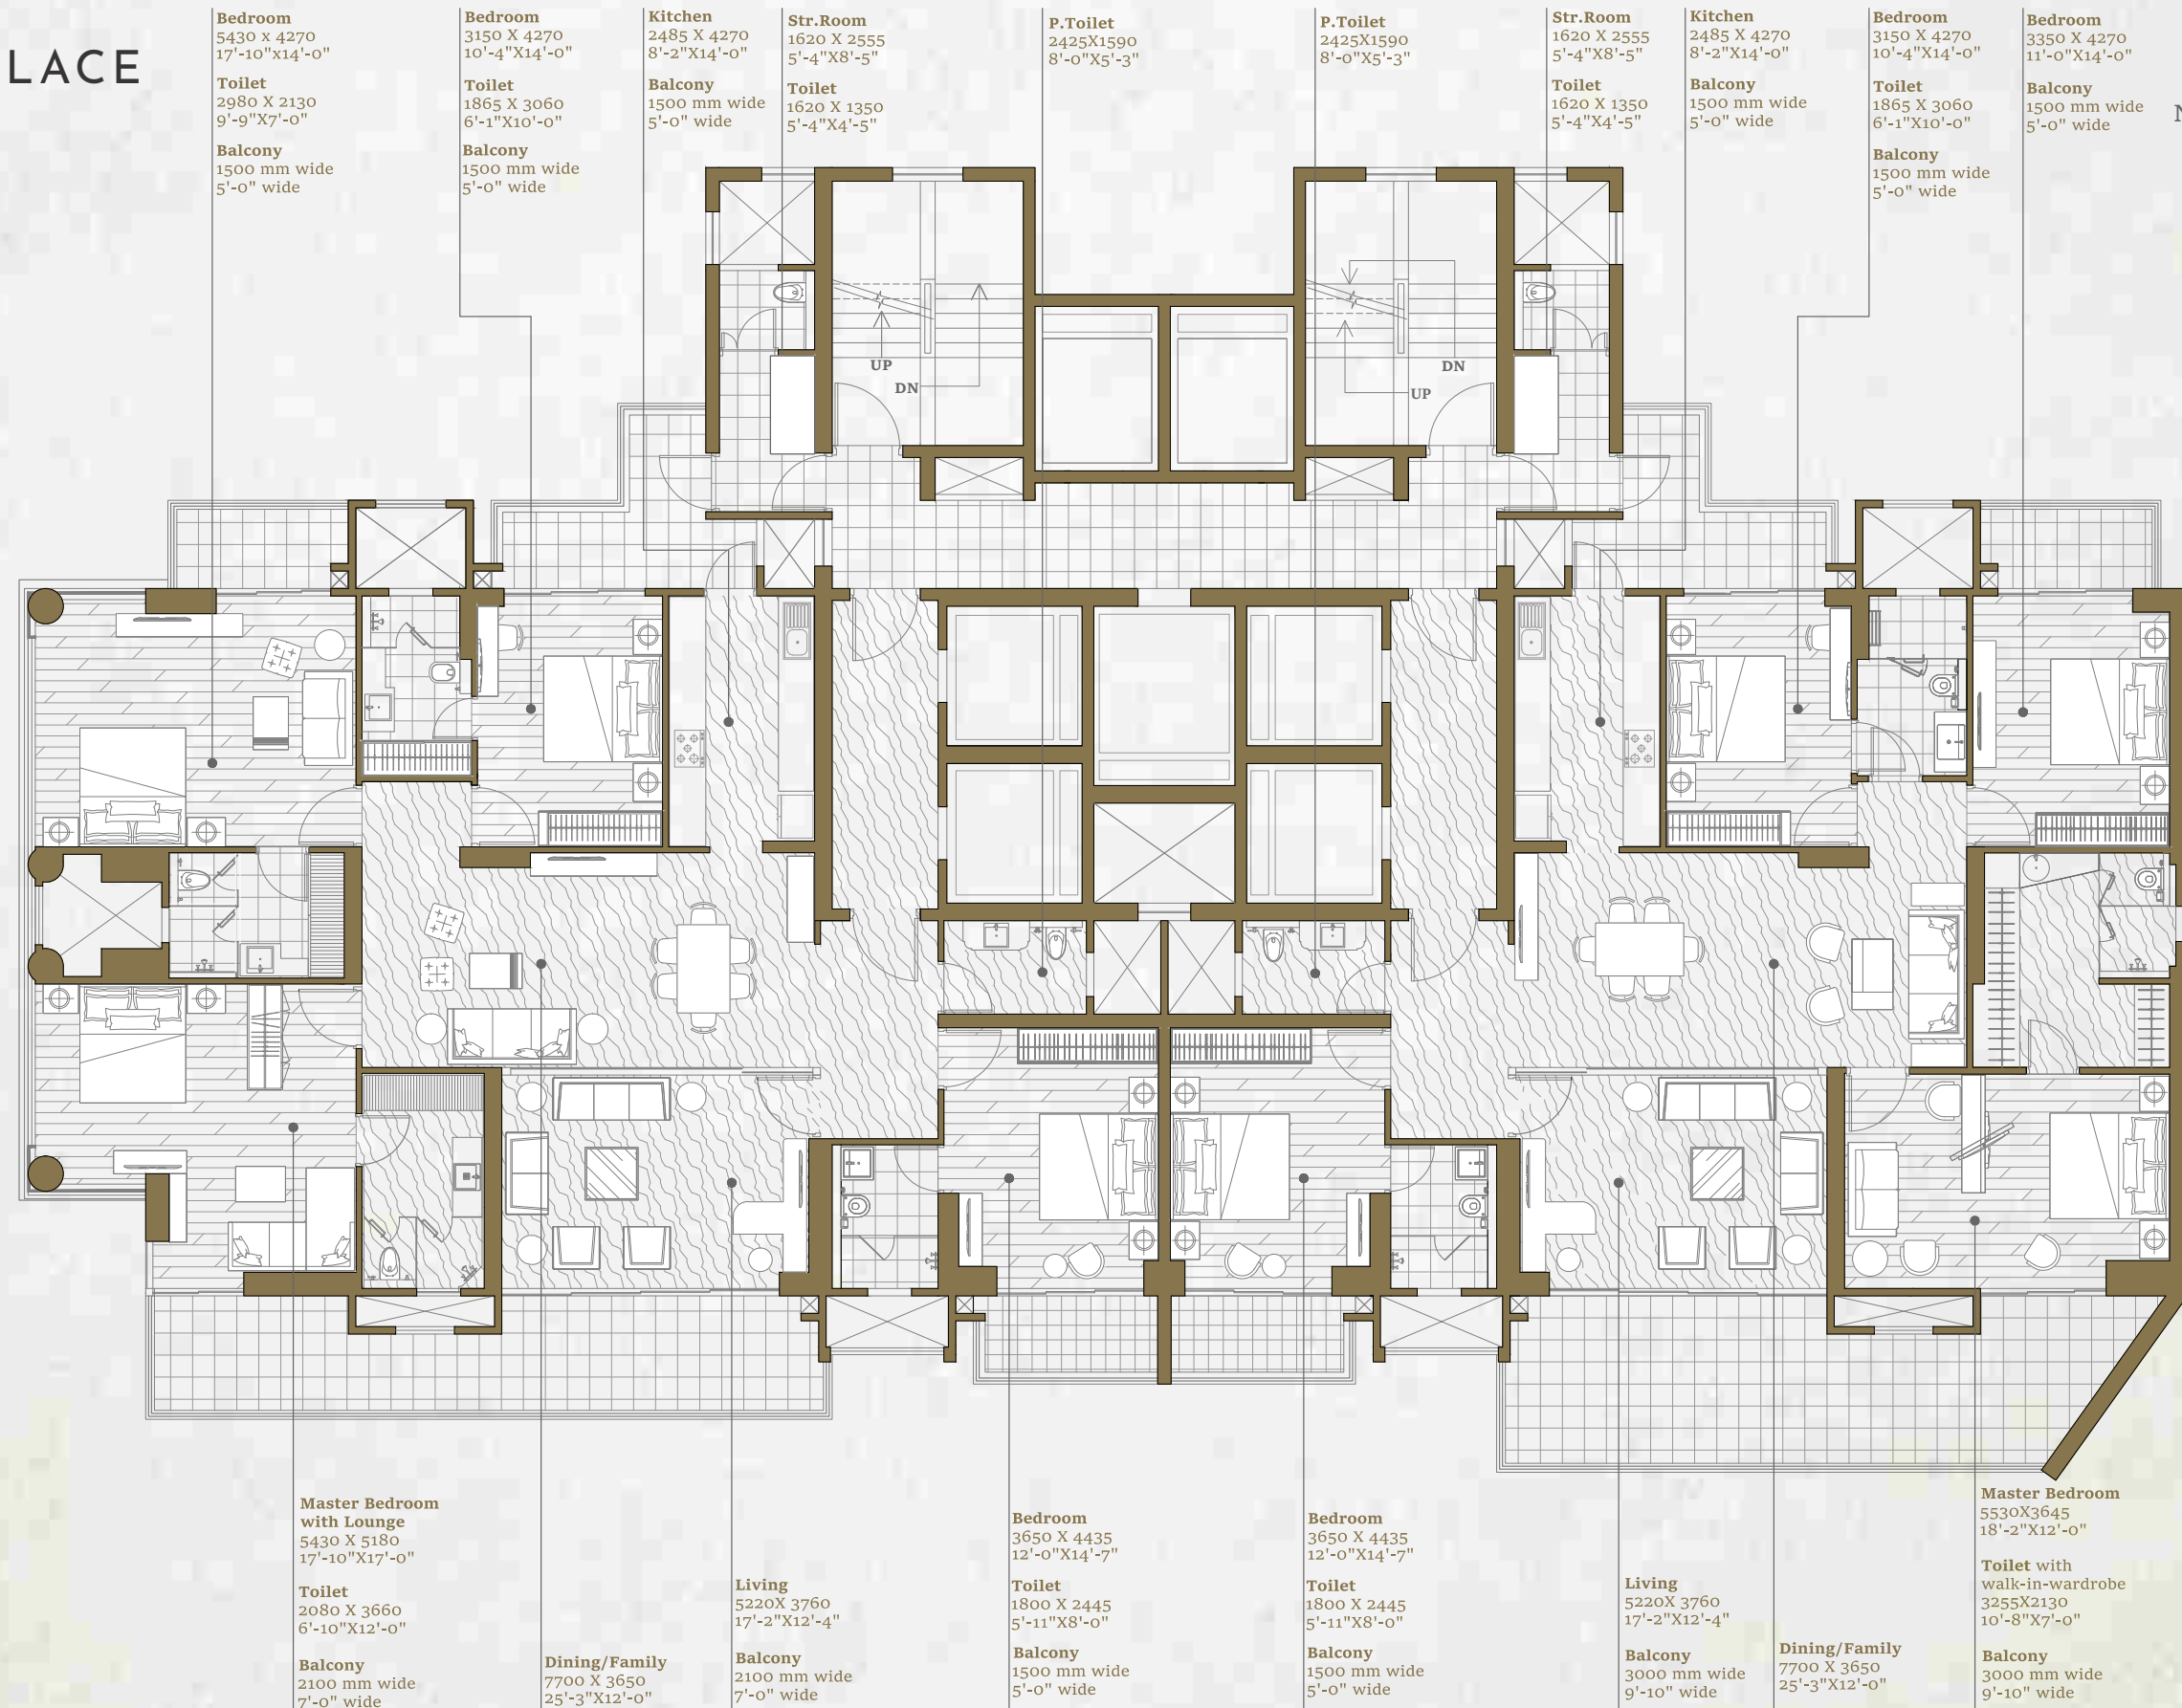 LACE
Bedroom
5430 x 4270
17'-10"x14'-0"
Toilet
2980 X 2130
9'-9"X7'-0"
Balcony
1500 mm wide
5'-0" wide
Bedroom
3150 X 4270
10'-4"X14'-0"
Toilet
1865 X 3060
6'-1"X10'-0"
Balcony
1500 mm wide
5'-0" wide
Kitchen
2485 X 4270
8'-2"X14'-0"
Balcony
1500 mm wide
5'-0" wide
Str.Room
1620 X 2555
5'-4"X8'-5"
Toilet
1620 X 1350
5'-4"X4'-5"
P.Toilet
2425X1590
8'-0"X5'-3"
P.Toilet
2425X1590
8'-0"X5'-3"
Str.Room
1620 X 2555
5'-4"X8'-5"
Toilet
1620 X 1350
5'-4"X4'-5"
Kitchen
2485 X 4270
8'-2"X14'-0"
Balcony
1500 mm wide
5'-0" wide
Bedroom
3150 X 4270
10'-4"X14'-0"
Toilet
1865 X 3060
6'-1"X10'-0"
Balcony
1500 mm wide
5'-0" wide
Bedroom
3350 X 4270
11'-0"X14'-0"
Balcony
1500 mm wide
5'-0" wide
UP
DN
DN
UP
Master Bedroom
with Lounge
5430 X 5180
17'-10"X17'-0"
Toilet
2080 X 3660
6'-10"X12'-0"
Balcony
2100 mm wide
7'-0" wide
Dining/Family
7700 X 3650
25'-3"X12'-0"
Living
5220X 3760
17'-2"X12'-4"
Balcony
2100 mm wide
7'-0" wide
Bedroom
3650 X 4435
12'-0"X14'-7"
Toilet
1800 X 2445
5'-11"X8'-0"
Balcony
1500 mm wide
5'-0" wide
Bedroom
3650 X 4435
12'-0"X14'-7"
Toilet
1800 X 2445
5'-11"X8'-0"
Balcony
1500 mm wide
5'-0" wide
Living
5220X 3760
17'-2"X12'-4"
Balcony
3000 mm wide
9'-10" wide
Dining/Family
7700 X 3650
25'-3"X12'-0"
Master Bedroom
5530X3645
18'-2"X12'-0"
Toilet with
walk-in-wardrobe
3255X2130
10'-8"X7'-0"
Balcony
3000 mm wide
9'-10" wide